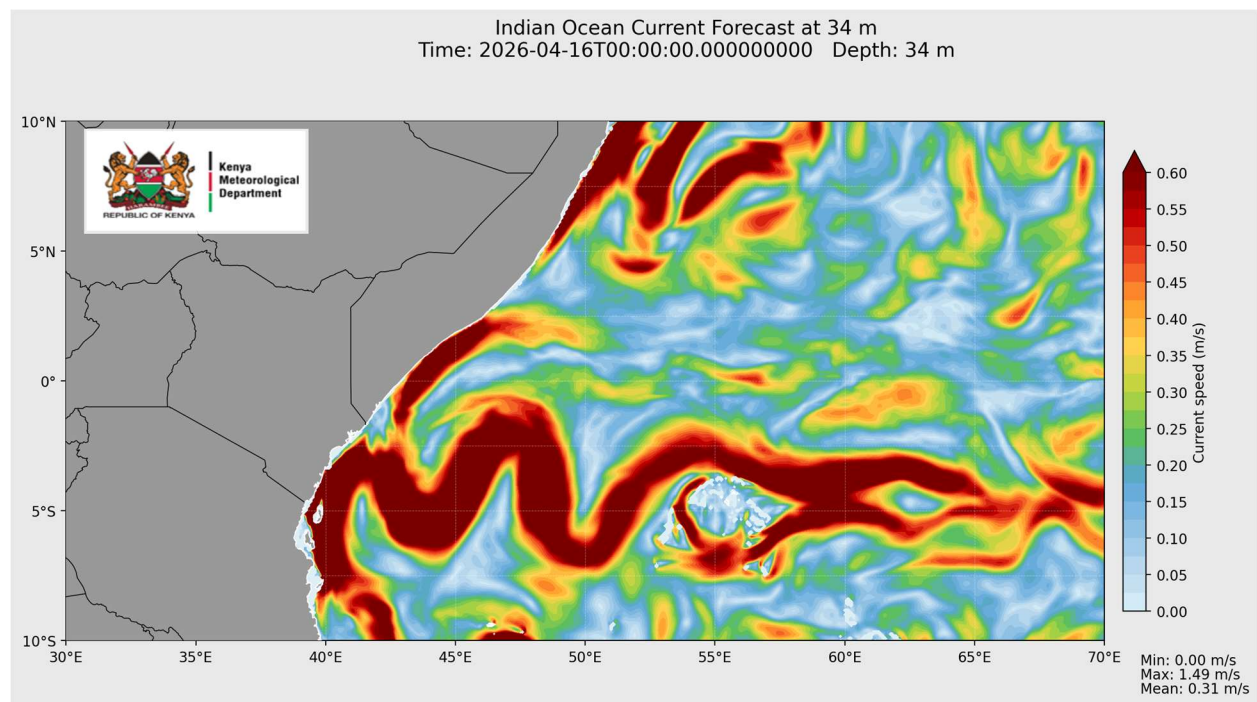 Indian Ocean Current Forecast at 34 m
Time: 2026-04-16T00:00:00.000000000   Depth: 34 m
10°N
5°N
0°
5°S
10°S
Kenya
Meteorological
Department
HARAMBEE
REPUBLIC OF KENYA
30°E
35°E
40°E
45°E
50°E
55°E
60°E
65°E
70°E
0.60
0.55
0.50
0.45
0.40
0.35
0.30
0.25
0.20
0.15
0.10
0.05
0.00
Current speed (m/s)
Min: 0.00 m/s
Max: 1.49 m/s
Mean: 0.31 m/s